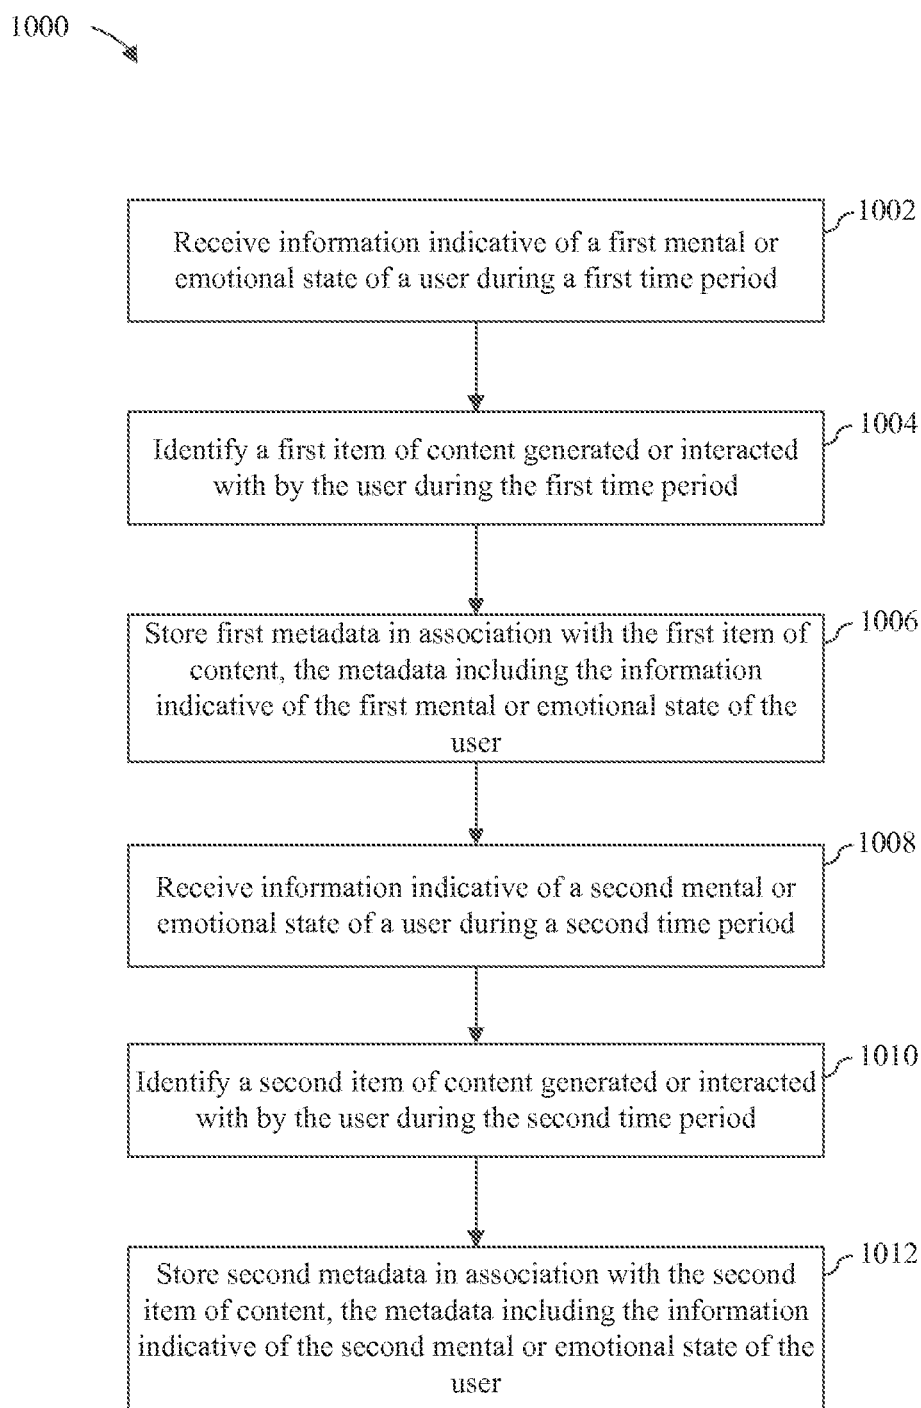 1000
1002
Receive information indicative of a first mental or
emotional state of a user during a first time period
1004
Identify a first item of content generated or interacted
with by the user during the first time period
1006
Store first metadata in association with the first item of
content, the metadata including the information
indicative of the first mental or emotional state of the
user
1008
Receive information indicative of a second mental or
emotional state of a user during a second time period
1010
Identify a second item of content generated or interacted
with by the user during the second time period
1012
Store second metadata in association with the second
item of content, the metadata including the information
indicative of the second mental or emotional state of the
user